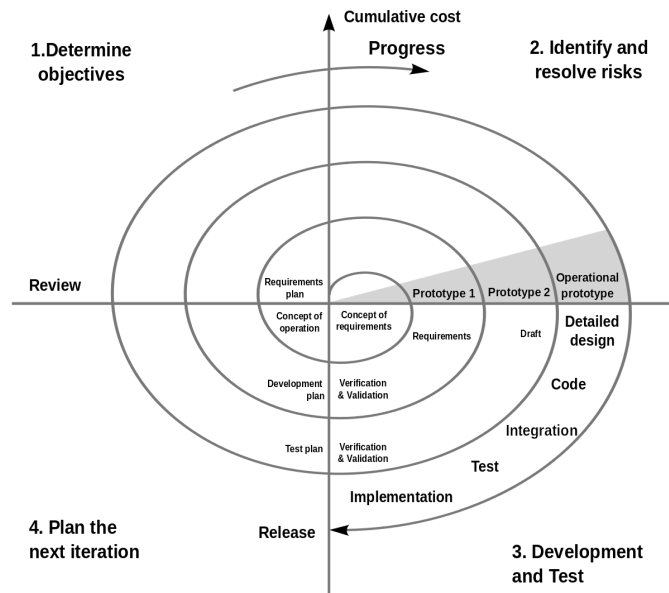 Cumulative cost
1.Determine
objectives
Progress
2. Identify and
resolve risks
Review
Requirements
plan
Prototype 1
Prototype 2
Operational
prototype
Concept of
operation
Concept of
requirements
Requirements
Draft
Detailed
design
Development
plan
Verification
& Validation
Code
Integration
Test plan
Verification
& Validation
Test
Implementation
Release
4. Plan the
next iteration
3. Development
and Test